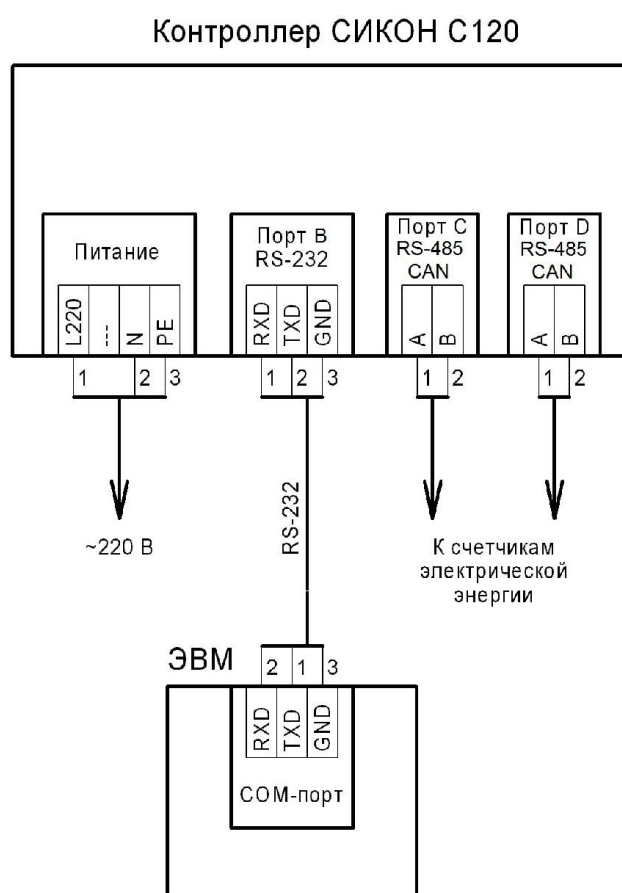 Контроллер СИКОН С120
Питание
L220
---
N
PE
1
2
3
Порт В
RS-232
RXD
TXD
GND
1
2
3
Порт С
RS-485
CAN
A
B
1
2
Порт D
RS-485
CAN
A
B
1
2
~220 В
RS-232
К счетчикам
электрической
энергии
ЭВМ
2
1
3
RXD
TXD
GND
COM-порт